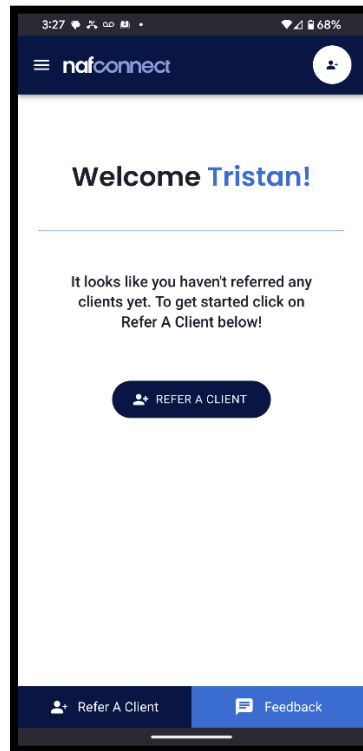 3:27
68%
nafconnect
Welcome Tristan!
It looks like you haven't referred any
clients yet. To get started click on
Refer A Client below!
REFER A CLIENT
Refer A Client
Feedback